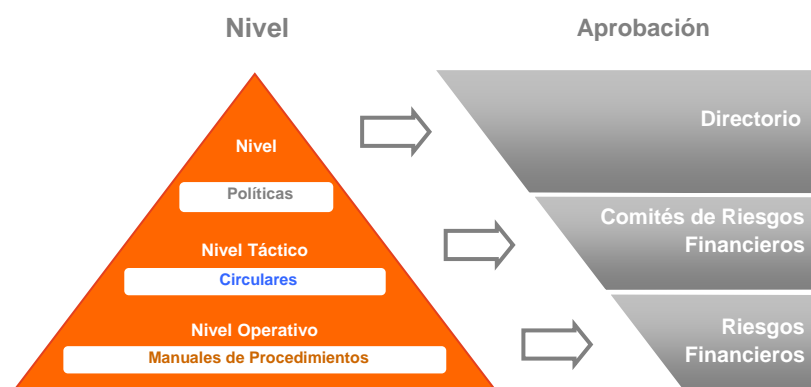 Nivel
Aprobación
Nivel
Políticas
Directorio
Nivel Táctico
Circulares
Comités de Riesgos
Financieros
Nivel Operativo
Manuales de Procedimientos
Riesgos
Financieros